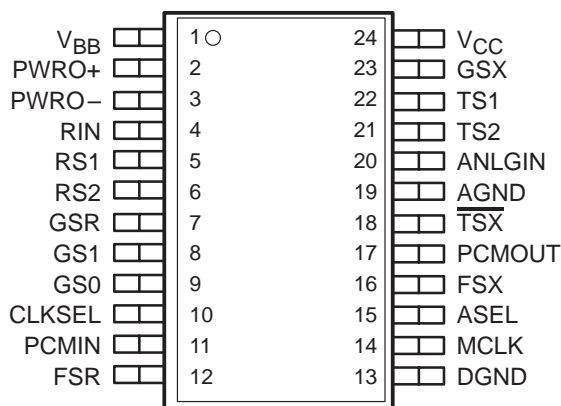 VBB 1 24 VCC
PWRO+ 2 23 GSX
PWRO− 3 22 TS1
RIN 4 21 TS2
RS1 5 20 ANLGIN
RS2 6 19 AGND
GSR 7 18 T̅S̅X̅
GS1 8 17 PCMOUT
GS0 9 16 FSX
CLKSEL 10 15 ASEL
PCMIN 11 14 MCLK
FSR 12 13 DGND